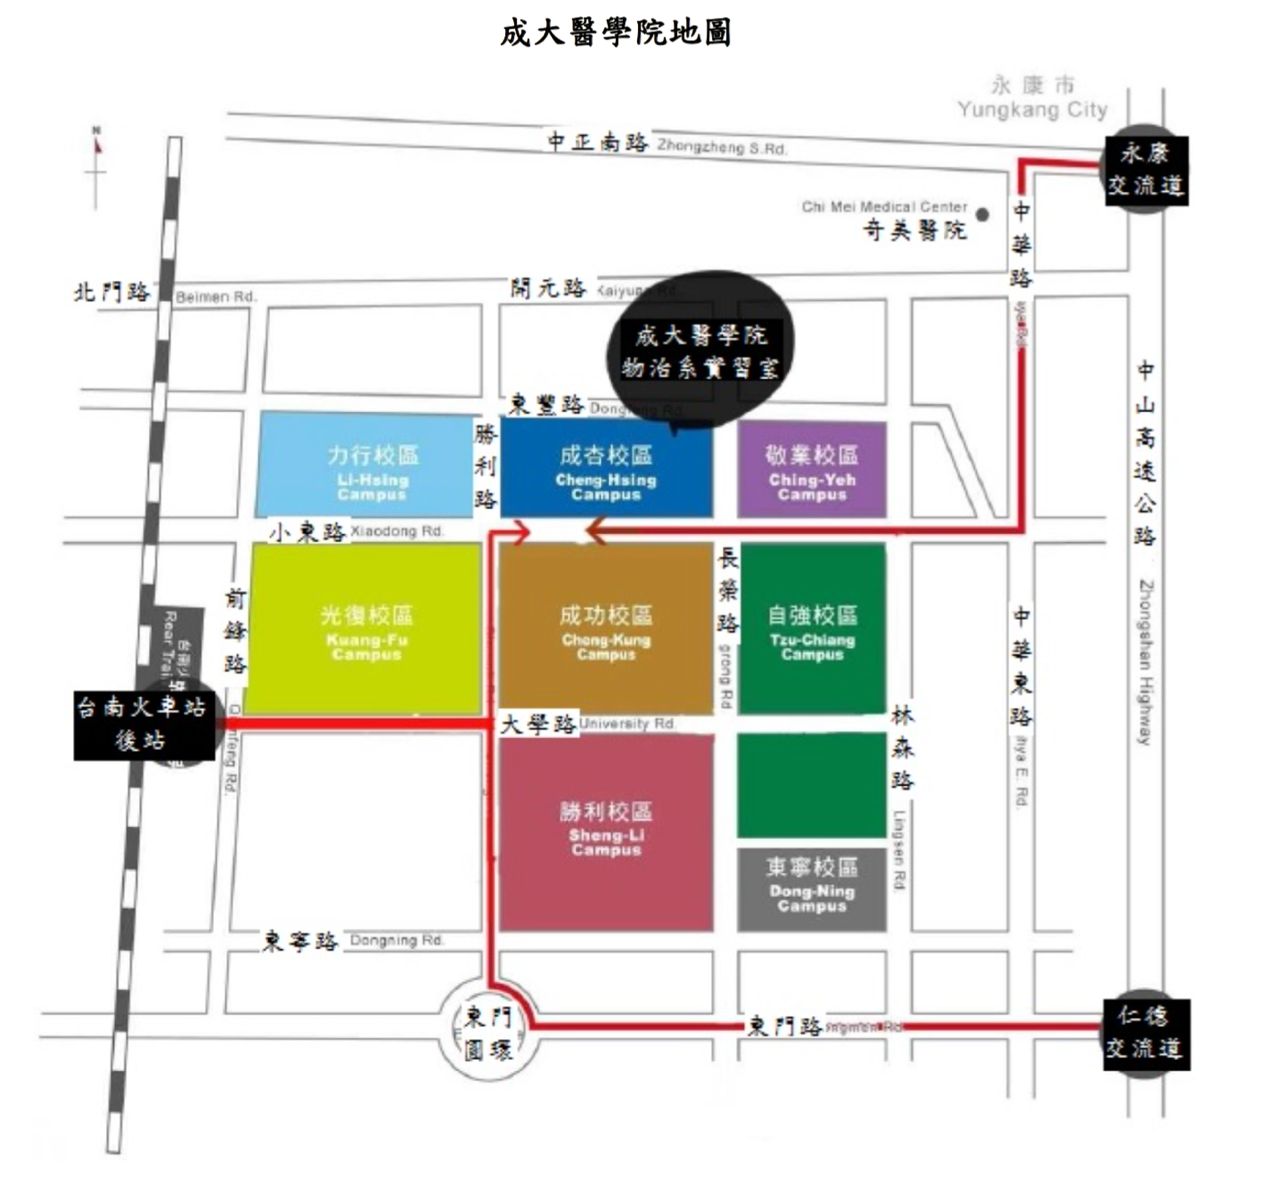 成大醫學院地圖
永康市
Yungkang City
N
中正南路 Zhongzheng S.Rd.
永康
交流道
Chi Mei Medical Center
奇美醫院
中華路
北門路 Beimen Rd.
開元路
成大醫學院
物治系實習室
東豐路
中山高速公路
Zhongshan Highway
力行校區
Li-Hsing
Campus
勝利路
成杏校區
Cheng-Hsing
Campus
敬業校區
Ching-Yeh
Campus
小東路 Xiaodong Rd.
前鋒路
光復校區
Kuang-Fu
Campus
成功校區
Cheng-Kung
Campus
長榮路
自強校區
Tzu-Chiang
Campus
中華東路
台南火車站
後站
大學路 University Rd.
林森路
Lingsen Rd.
勝利校區
Sheng-Li
Campus
東寧校區
Dong-Ning
Campus
東寧路 Dongning Rd.
東門
圓環
東門路
仁德
交流道